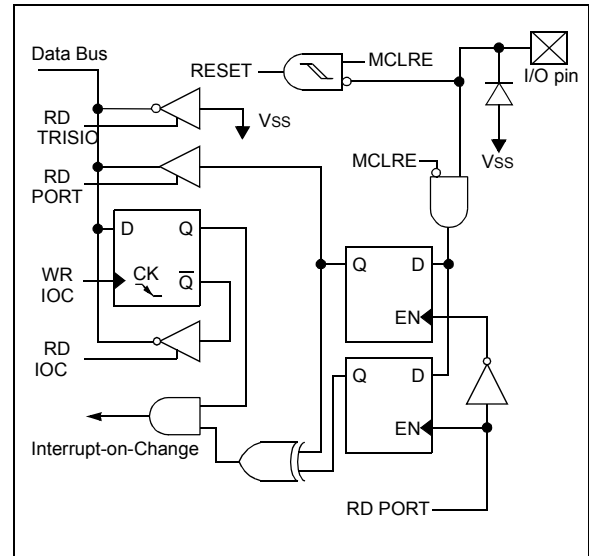 Data Bus
MCLRE
RESET
I/O pin
RD
TRISIO
VSS
VSS
RD
PORT
MCLRE
D Q
WR
IOC
CK
Q
Q D
EN
RD
IOC
Q D
EN
Interrupt-on-Change
RD PORT